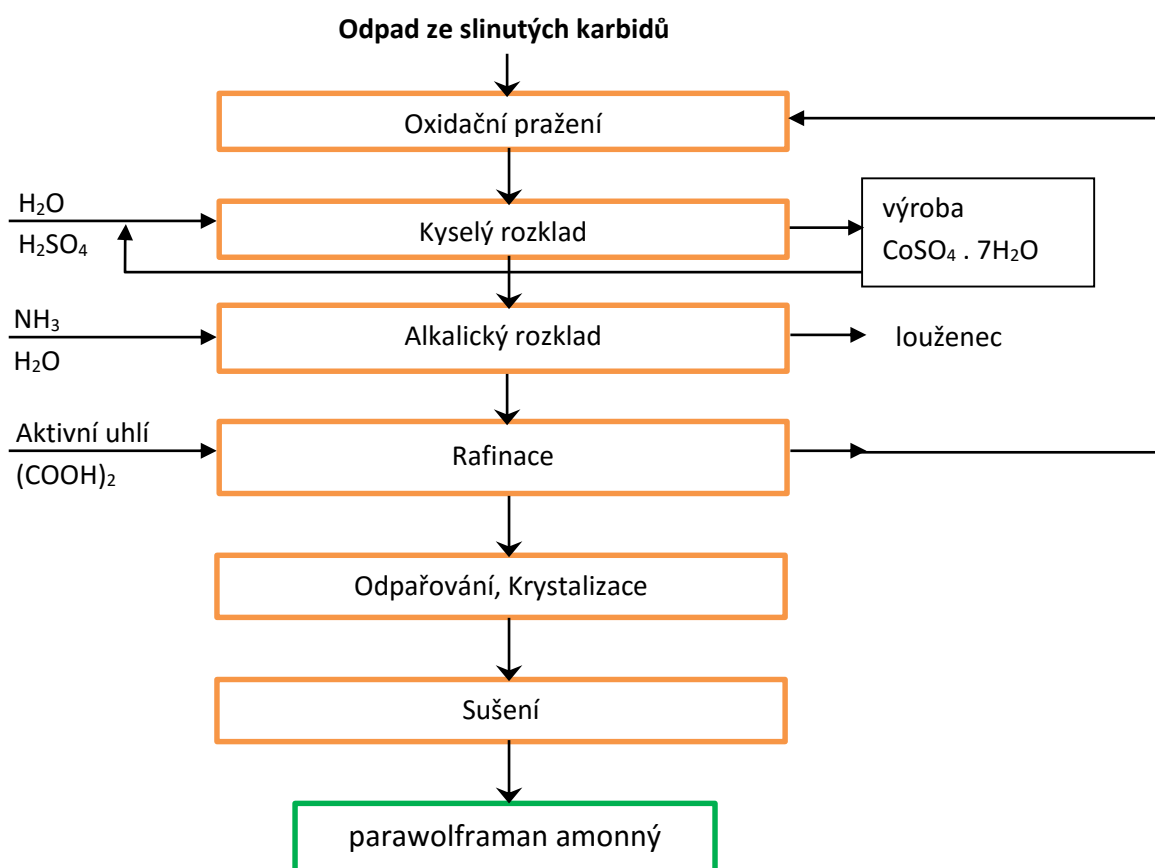 Odpad ze slinutých karbidů
Oxidační pražení
H₂O
H₂SO₄
Kyselý rozklad
výroba
CoSO₄ . 7H₂O
NH₃
H₂O
Alkalický rozklad
louženec
Aktivní uhlí
(COOH)₂
Rafinace
Odpařování, Krystalizace
Sušení
parawolframan amonný